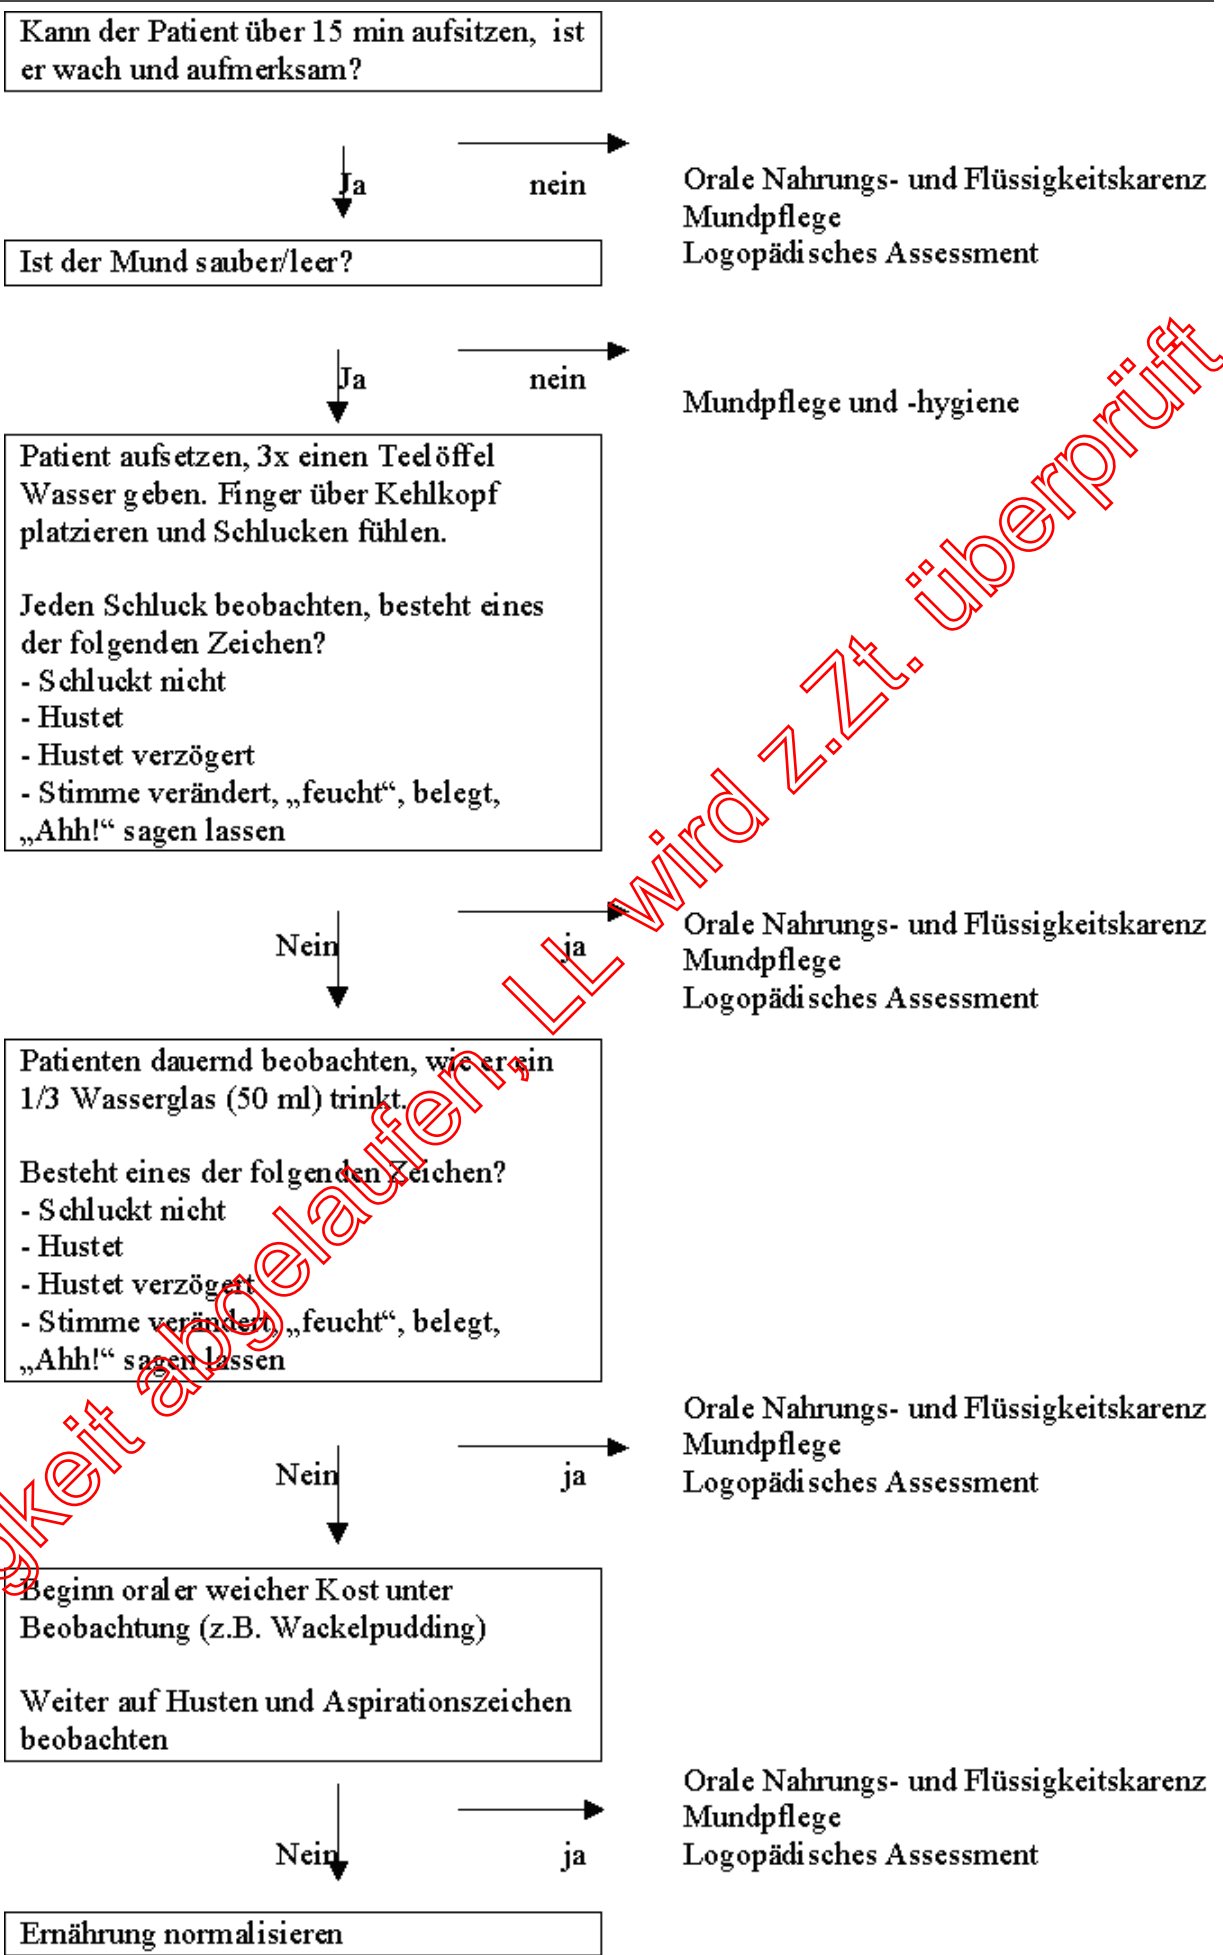 Kann der Patient über 15 min aufsitzen, ist
er wach und aufmerksam?
Ja
nein
Orale Nahrungs- und Flüssigkeitskarenz
Mundpflege
Logopädisches Assessment
Ist der Mund sauber/leer?
Ja
nein
Mundpflege und -hygiene
Patient aufsetzen, 3x einen Teelöffel
Wasser geben. Finger über Kehlkopf
platzieren und Schlucken fühlen.
Jeden Schluck beobachten, besteht eines
der folgenden Zeichen?
- Schluckt nicht
- Hustet
- Hustet verzögert
- Stimme verändert, „feucht“, belegt,
„Ahh!“ sagen lassen
Nein
ja
Orale Nahrungs- und Flüssigkeitskarenz
Mundpflege
Logopädisches Assessment
Patienten dauernd beobachten, wie er ein
1/3 Wasserglas (50 ml) trinkt.
Besteht eines der folgenden Zeichen?
- Schluckt nicht
- Hustet
- Hustet verzögert
- Stimme verändert, „feucht“, belegt,
„Ahh!“ sagen lassen
Nein
ja
Orale Nahrungs- und Flüssigkeitskarenz
Mundpflege
Logopädisches Assessment
Beginn oraler weicher Kost unter
Beobachtung (z.B. Wackelpudding)
Weiter auf Husten und Aspirationszeichen
beobachten
Nein
ja
Orale Nahrungs- und Flüssigkeitskarenz
Mundpflege
Logopädisches Assessment
Ernährung normalisieren
gkeit abgelaufen, LL wird z.Zt. überprüft